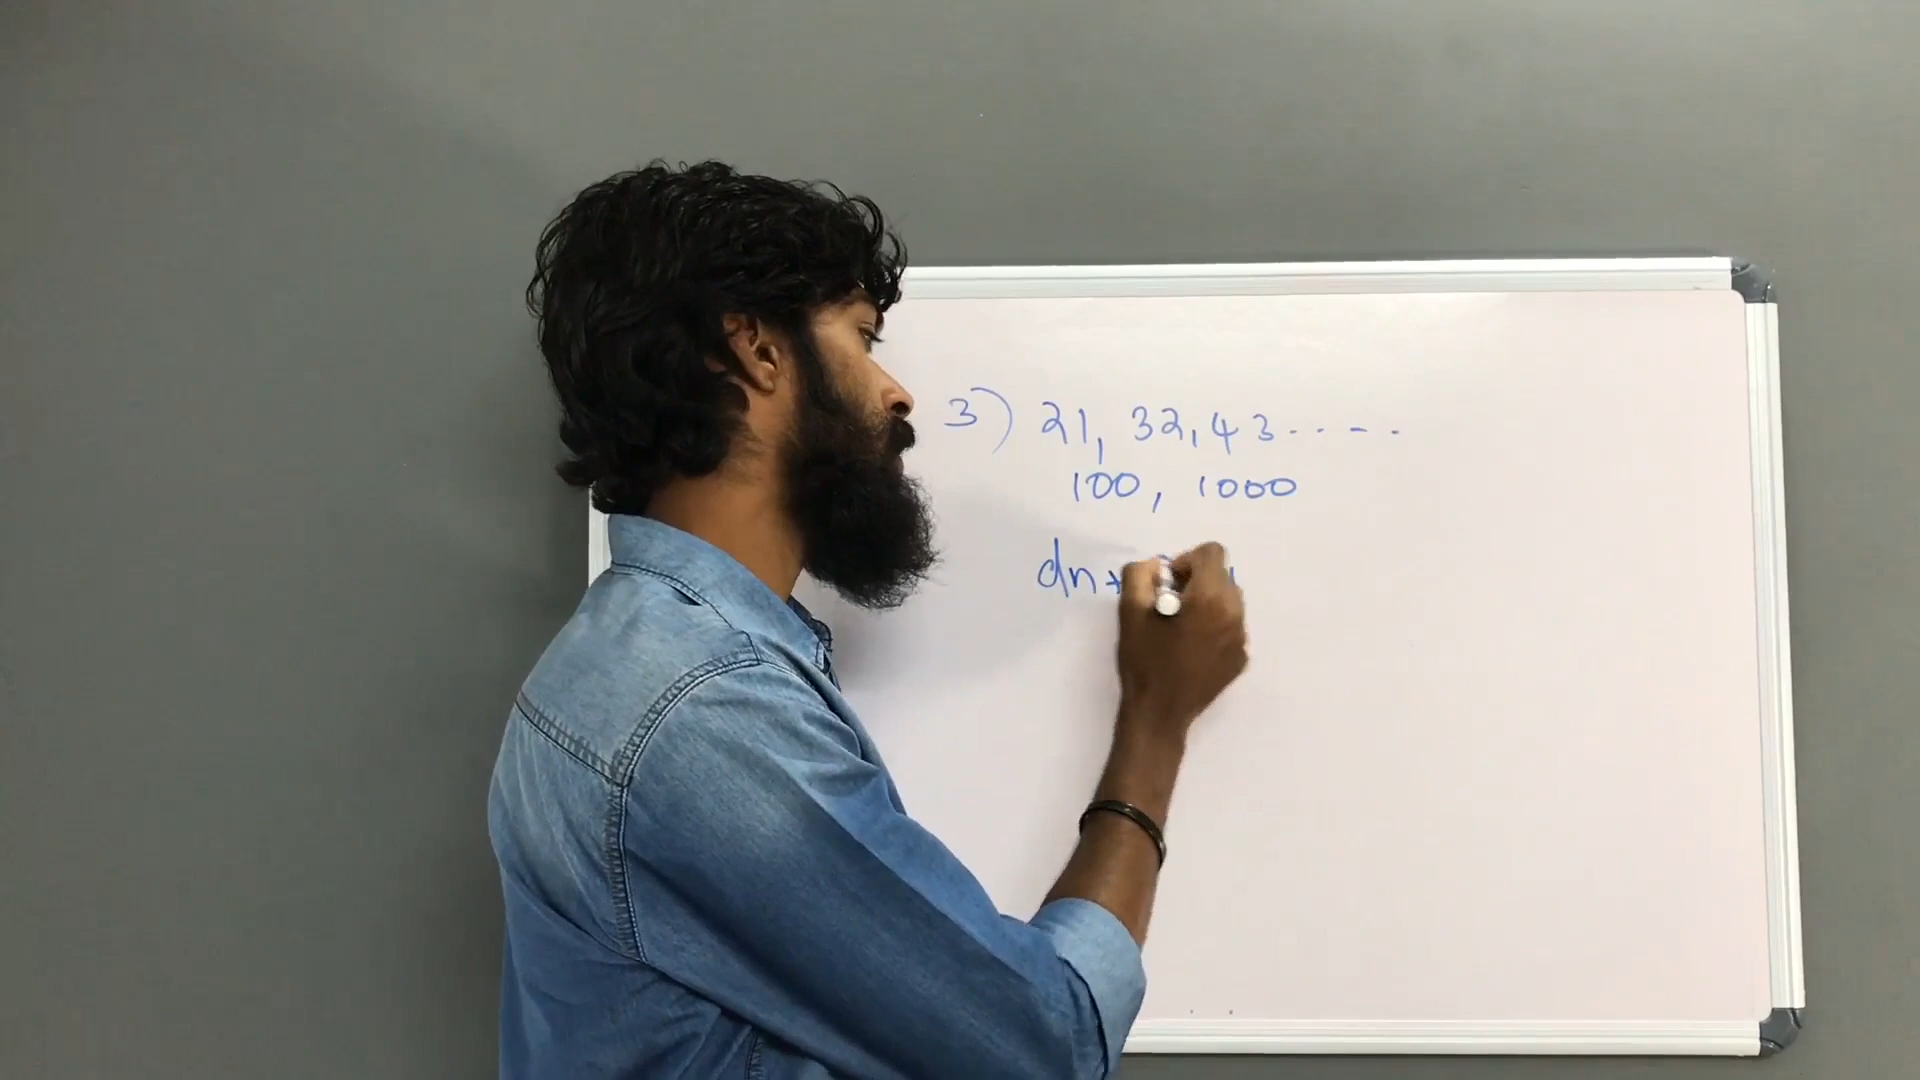 3) 21, 32, 43.....
100, 1000
dn+